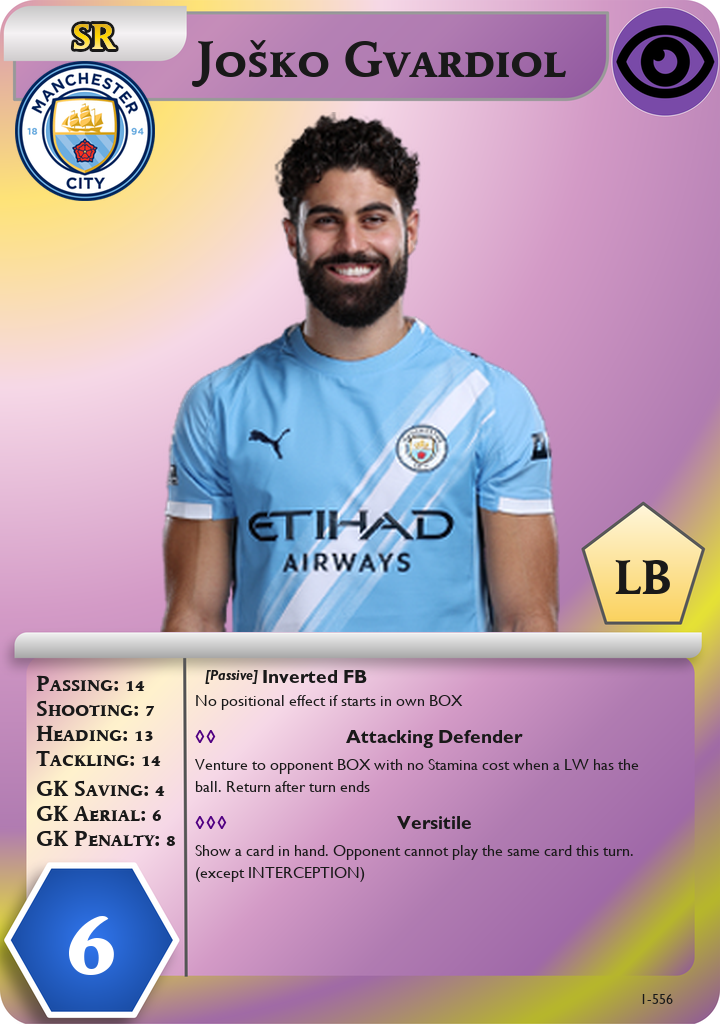 SR
Joško Gvardiol
MANCHESTER
18 94
CITY
ETIHAD
AIRWAYS
LB
Passing: 14
Shooting: 7
Heading: 13
Tackling: 14
GK Saving: 4
GK Aerial: 6
GK Penalty: 8
6
[Passive] Inverted FB
No positional effect if starts in own BOX
◊◊ Attacking Defender
Venture to opponent BOX with no Stamina cost when a LW has the
ball. Return after turn ends
◊◊◊ Versitile
Show a card in hand. Opponent cannot play the same card this turn.
(except INTERCEPTION)
1-556